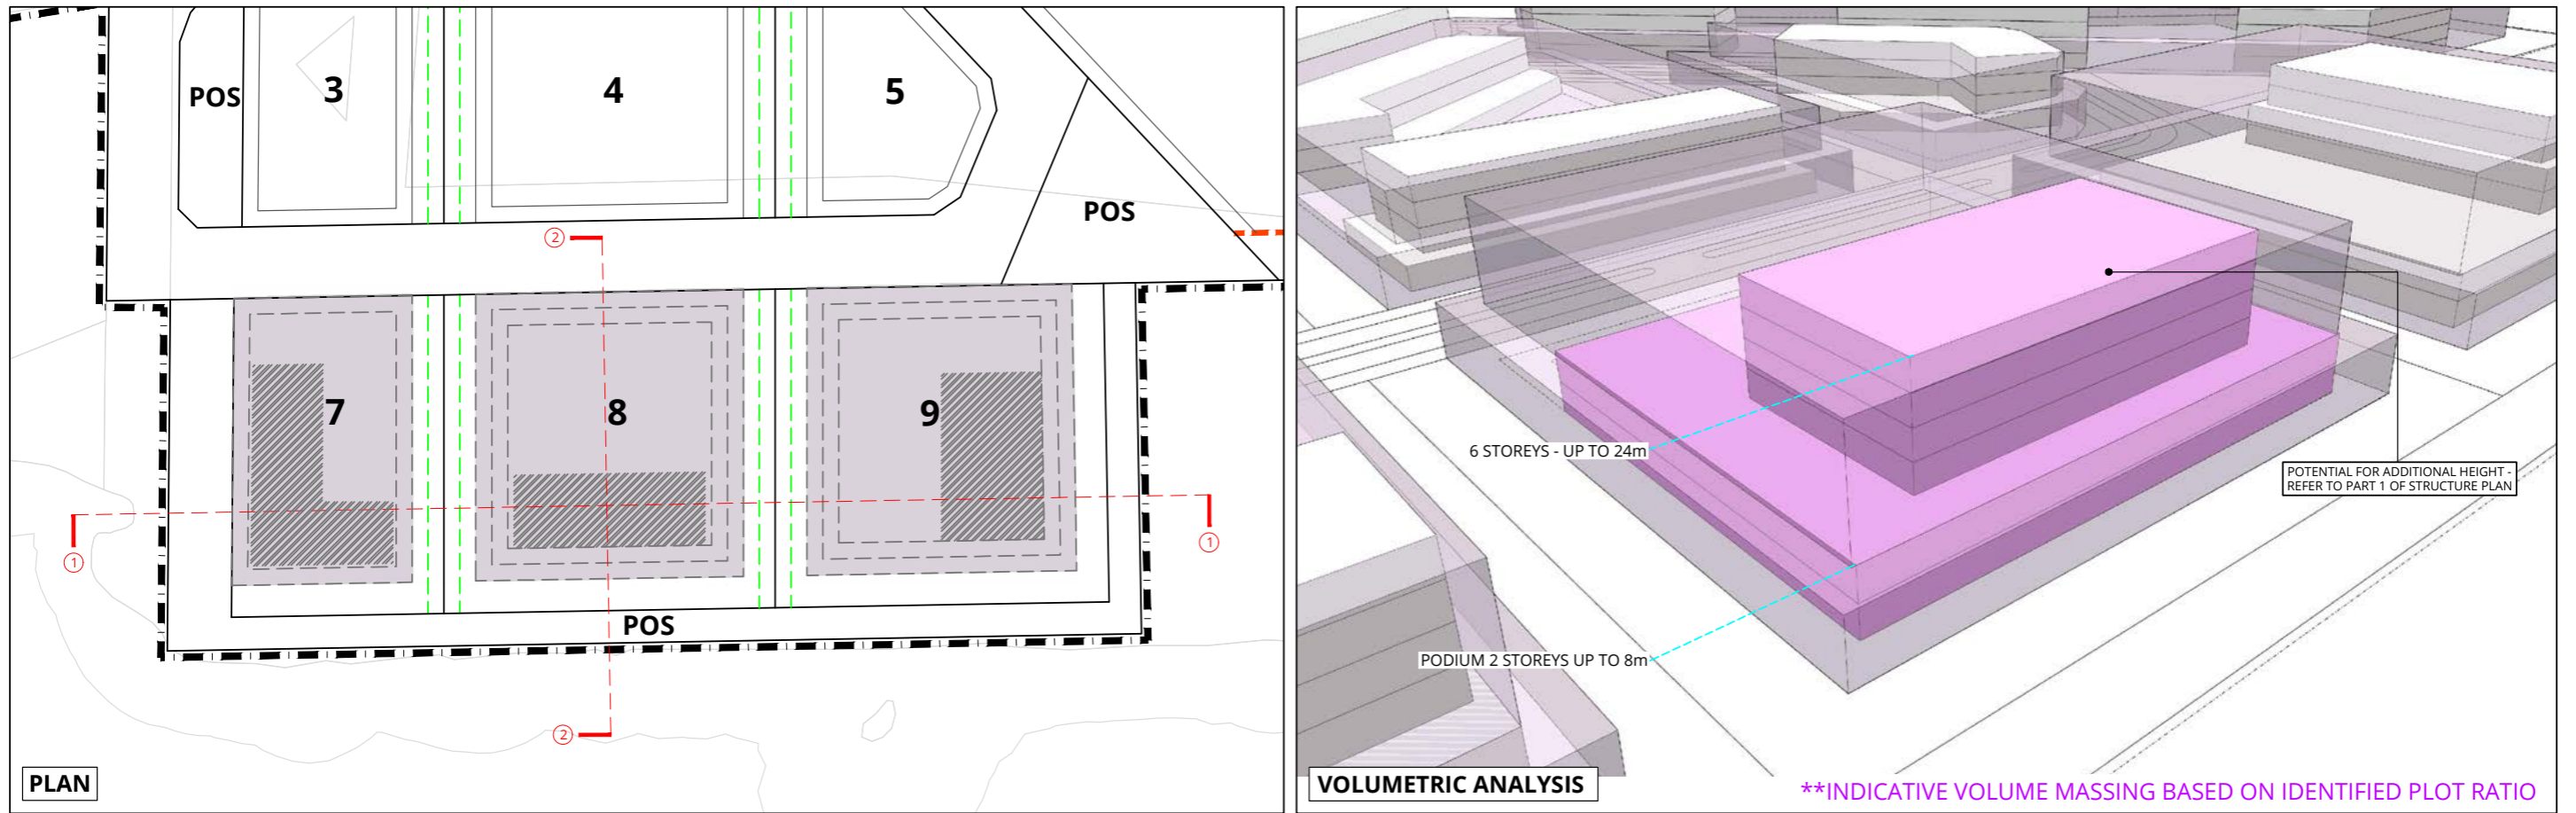 POS
3
4
5
POS
2
7
8
9
1
1
POS
2
PLAN
6 STOREYS - UP TO 24m
POTENTIAL FOR ADDITIONAL HEIGHT -
REFER TO PART 1 OF STRUCTURE PLAN
PODIUM 2 STOREYS UP TO 8m
VOLUMETRIC ANALYSIS
**INDICATIVE VOLUME MASSING BASED ON IDENTIFIED PLOT RATIO